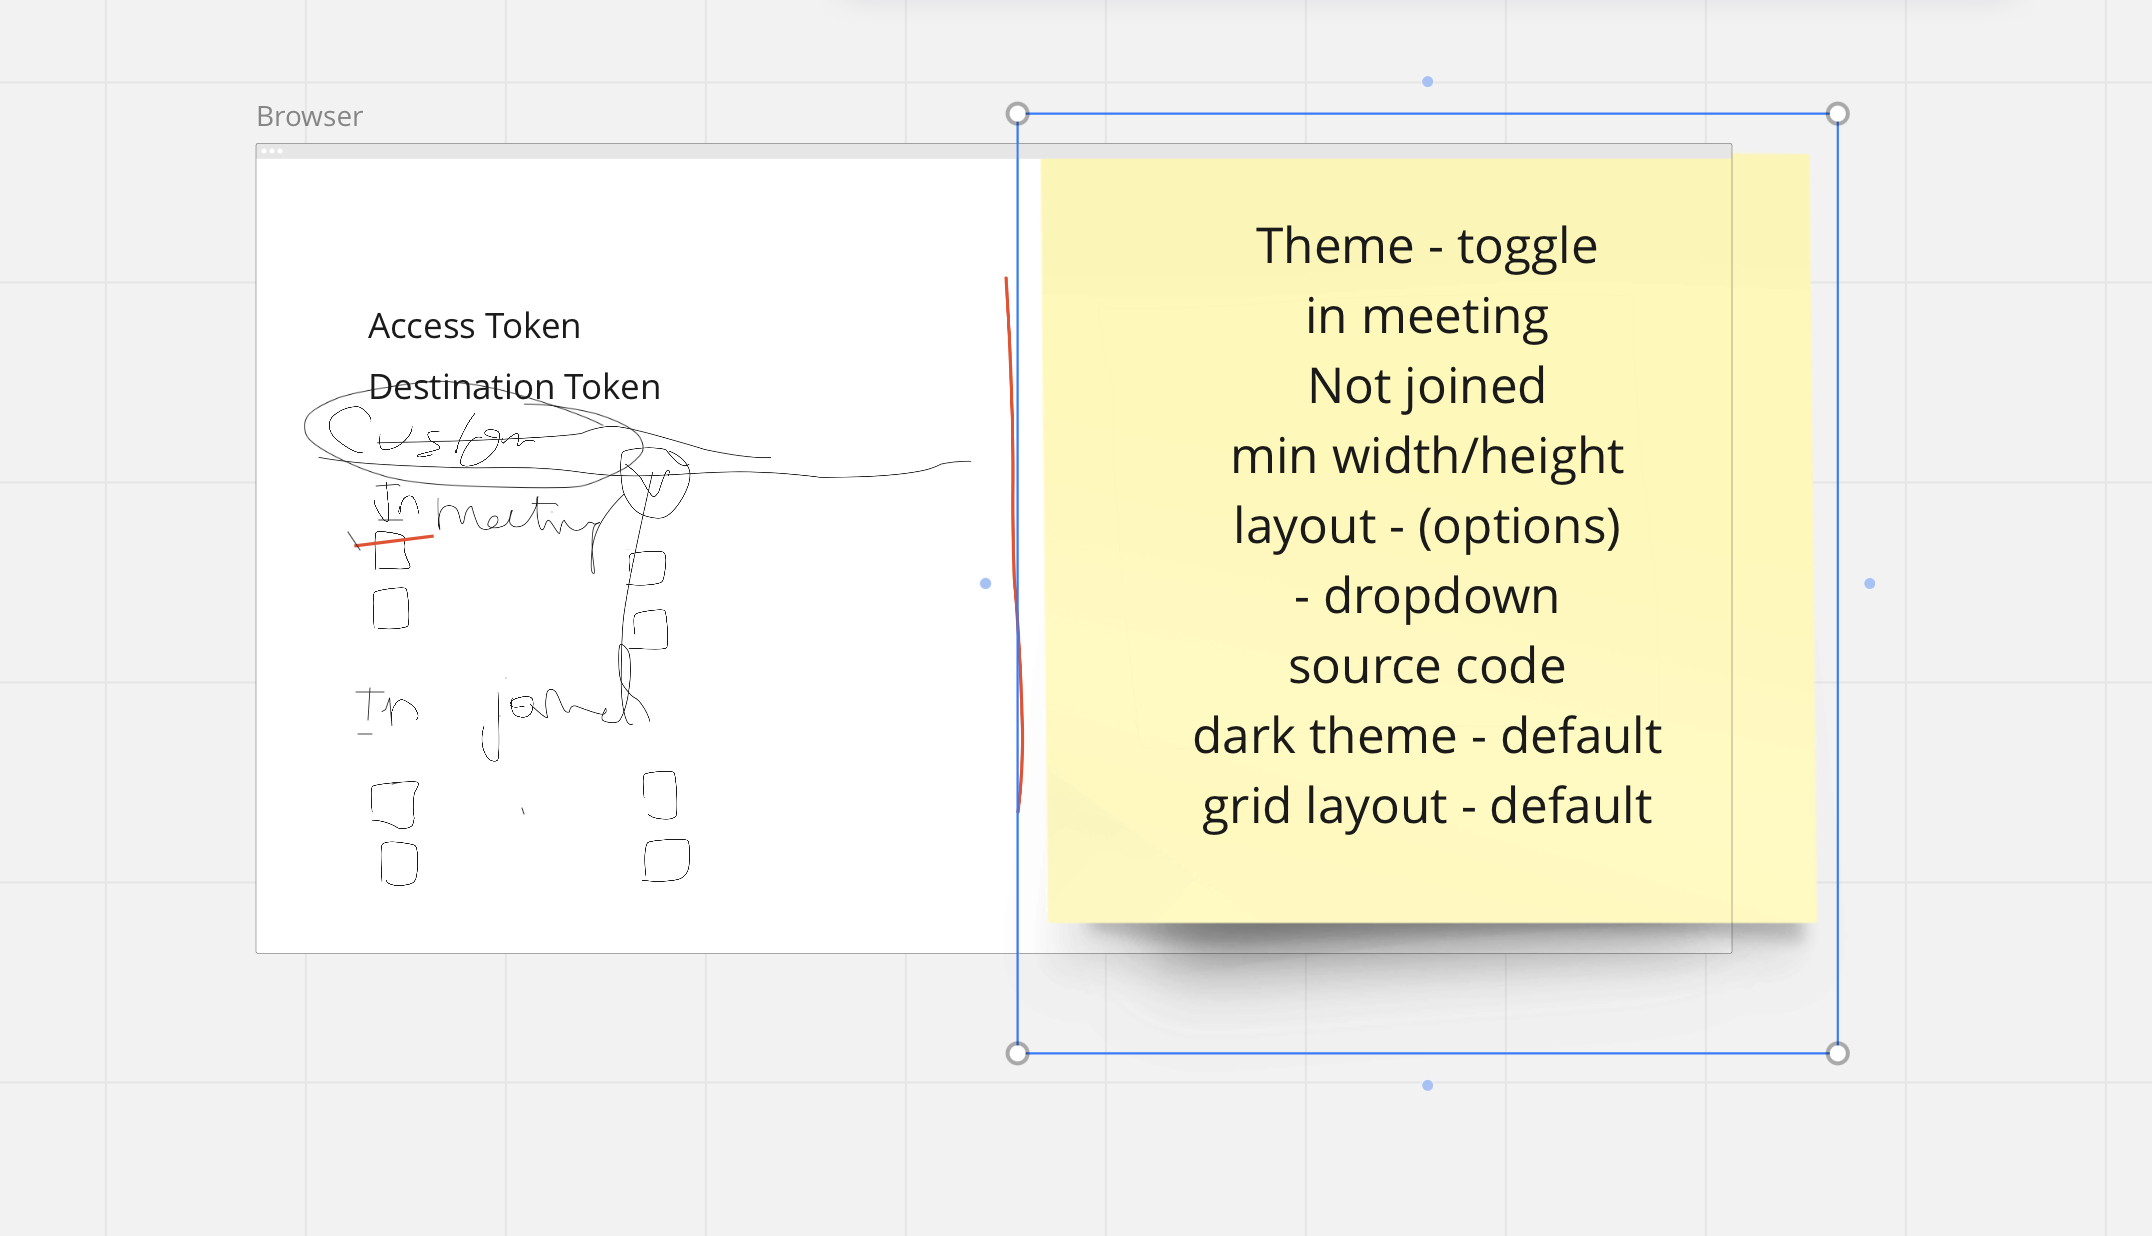 Browser
Access Token
Destination Token
Custom
In meeting
In joined
Theme - toggle
in meeting
Not joined
min width/height
layout - (options)
- dropdown
source code
dark theme - default
grid layout - default